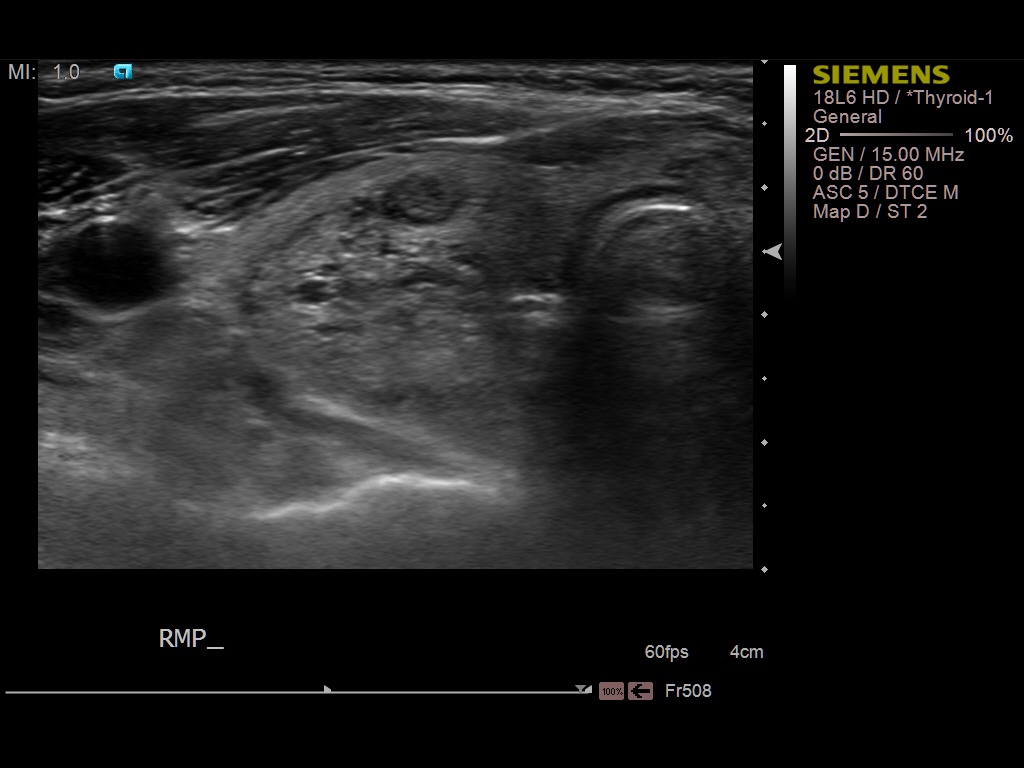 MI: 1.0
SIEMENS
18L6 HD / *Thyroid-1
General
2D 100%
GEN / 15.00 MHz
0 dB / DR 60
ASC 5 / DTCE M
Map D / ST 2
RMP_
60fps 4cm
100% Fr508